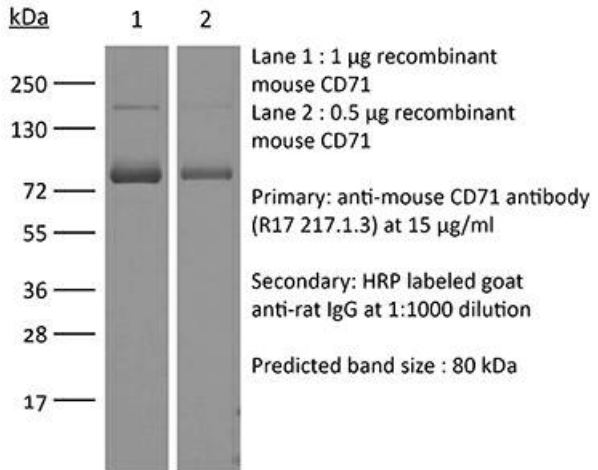 kDa
1 2
250
130
72
55
36
28
17
Lane 1 : 1 µg recombinant
mouse CD71
Lane 2 : 0.5 µg recombinant
mouse CD71
Primary: anti-mouse CD71 antibody
(R17 217.1.3) at 15 µg/ml
Secondary: HRP labeled goat
anti-rat IgG at 1:1000 dilution
Predicted band size : 80 kDa